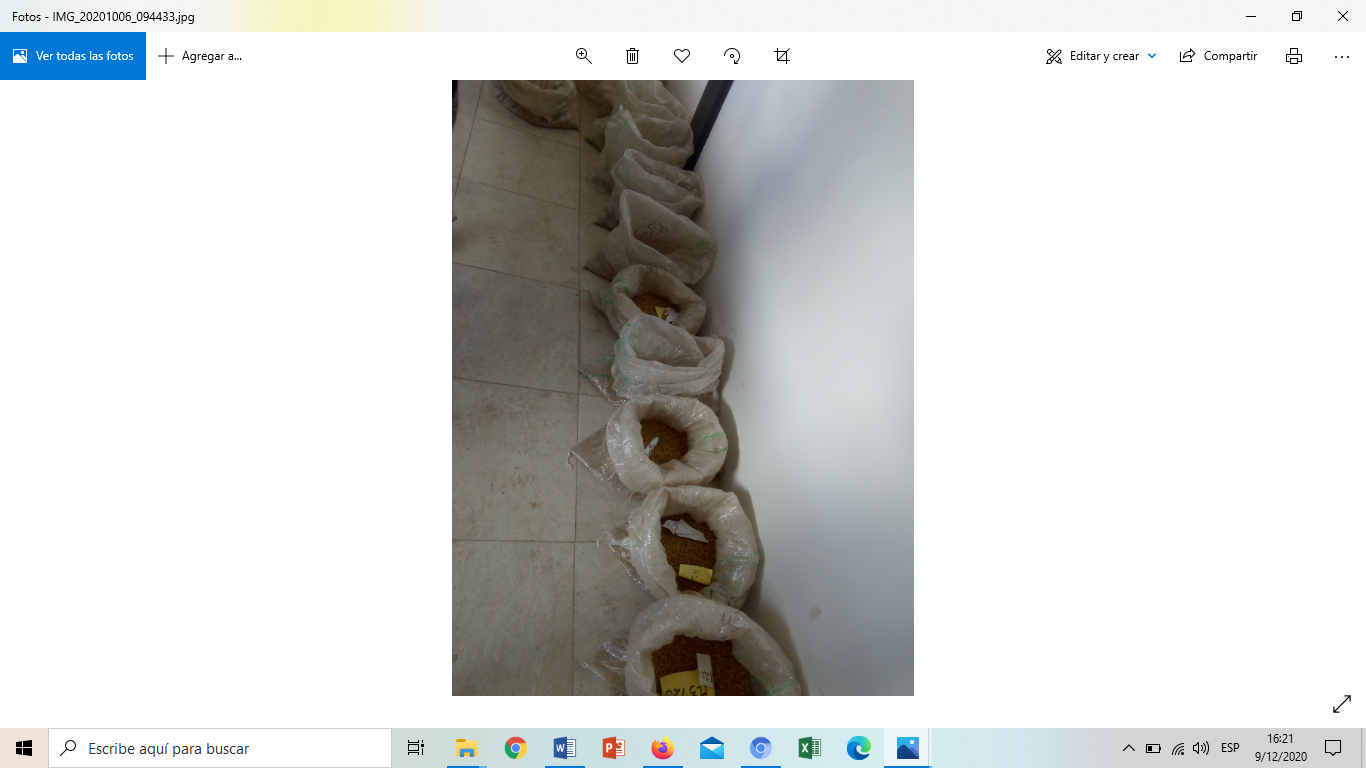 Fotos - IMG_20201006_094433.jpg
Ver todas las fotos
Agregar a...
Editar y crear
Compartir
Escribe aquí para buscar
ESP
16:21
9/12/2020